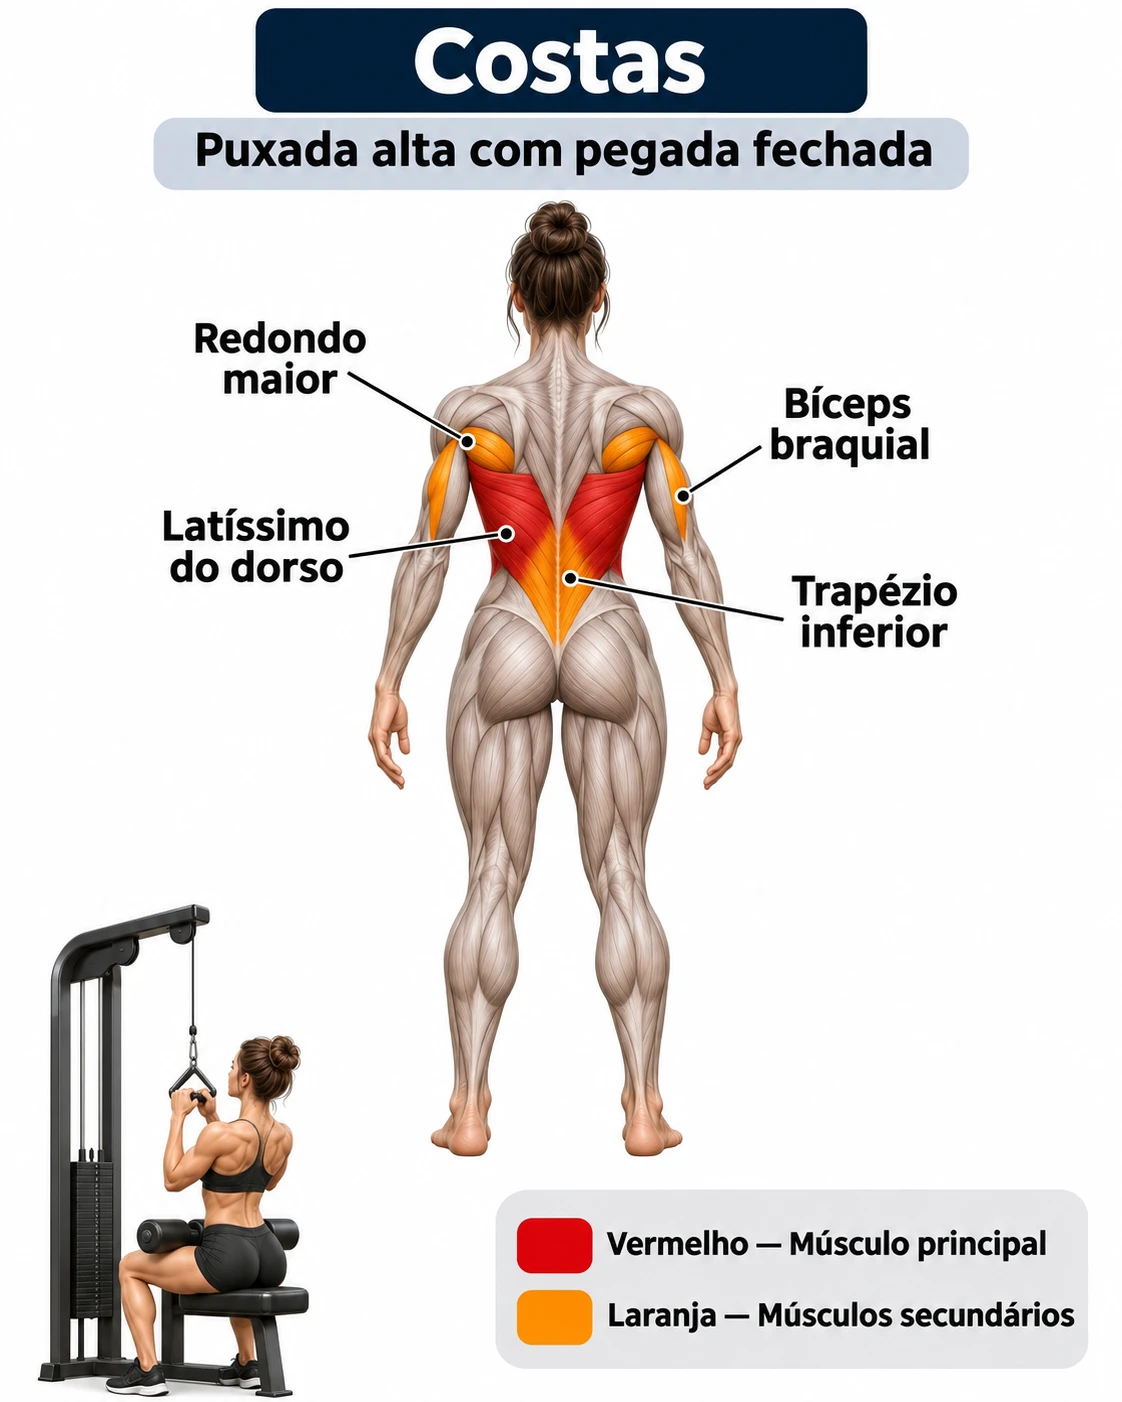 Costas
Puxada alta com pegada fechada
Redondo
maior
Bíceps
braquial
Latíssimo
do dorso
Trapézio
inferior
Vermelho — Músculo principal
Laranja — Músculos secundários